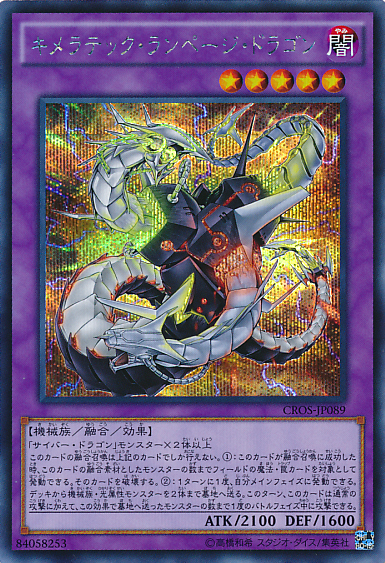 キメラテック・ランページ・ドラゴン 闇
CROS-JP089
【機械族／融合／効果】
「サイバー・ドラゴン」モンスター×２体以上
このカードの融合召喚は上記のカードでしか行えない。①：このカードが融合召喚に成功した
時、このカードの融合素材としたモンスターの数までフィールドの魔法・罠カードを対象として
発動できる。そのカードを破壊する。②：１ターンに１度、自分メインフェイズに発動できる。
デッキから機械族・光属性モンスターを２体まで墓地へ送る。このターン、このカードは通常の
攻撃に加えて、この効果で墓地へ送ったモンスターの数まで１度のバトルフェイズ中に攻撃できる。
ATK/2100 DEF/1600
84058253 ©高橋和希 スタジオ・ダイス/集英社